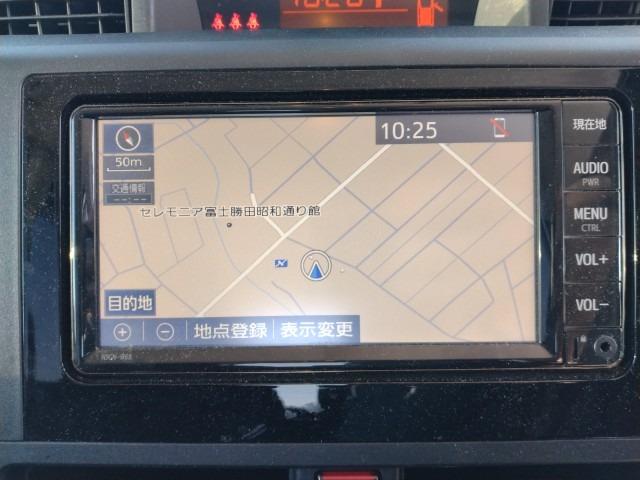 10:25
50m
交通情報
--:--
セレモニア富士勝田昭和通り館
目的地
地点登録 表示変更
現在地
AUDIO
PWR
MENU
CTRL
VOL+
VOL−